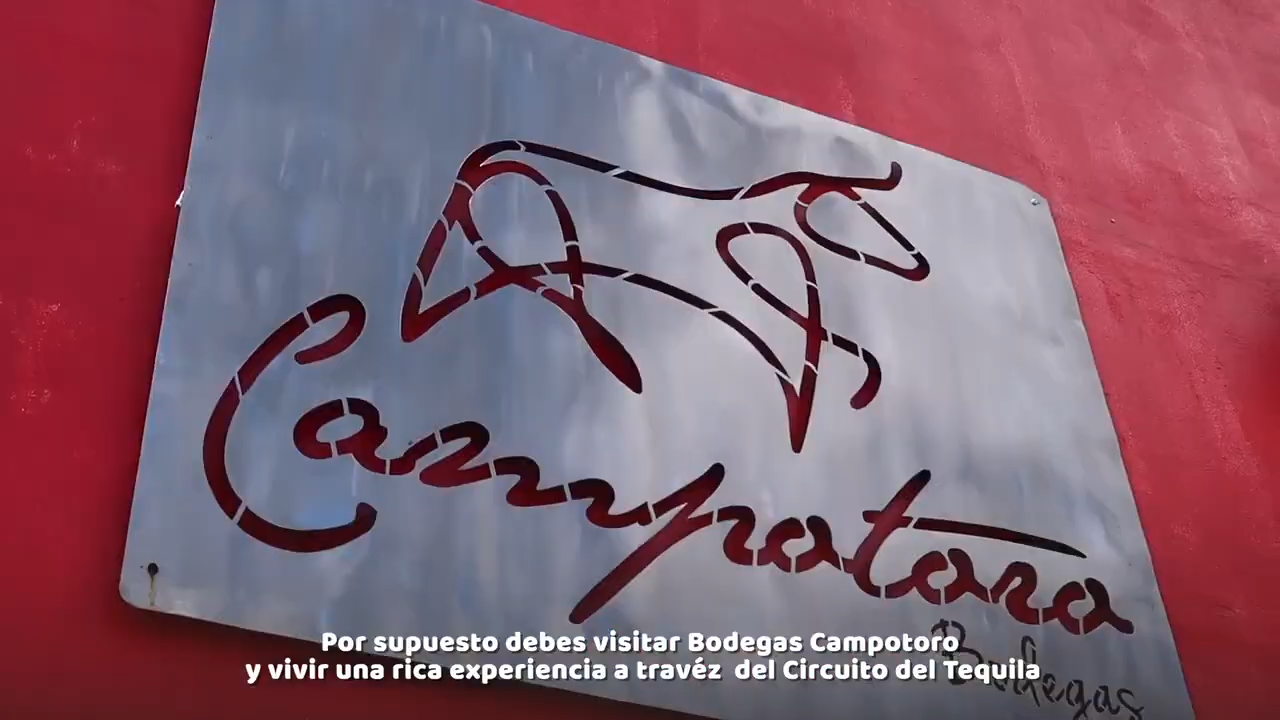 Campotoro
Bodegas
Por supuesto debes visitar Bodegas Campotoro
y vivir una rica experiencia a travéz del Circuito del Tequila